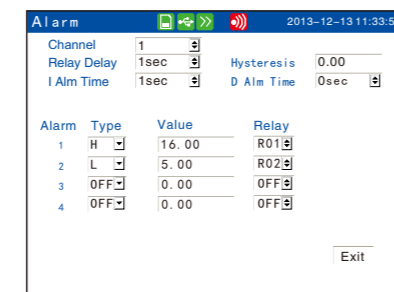 Alarm 2013-12-13 11:33:5
Channel 1
Relay Delay 1sec Hysteresis 0.00
I Alm Time 1sec D Alm Time 0sec
Alarm Type Value Relay
1 H 16.00 R01
2 L 5.00 R02
3 OFF 0.00 OFF
4 OFF 0.00 OFF
Exit